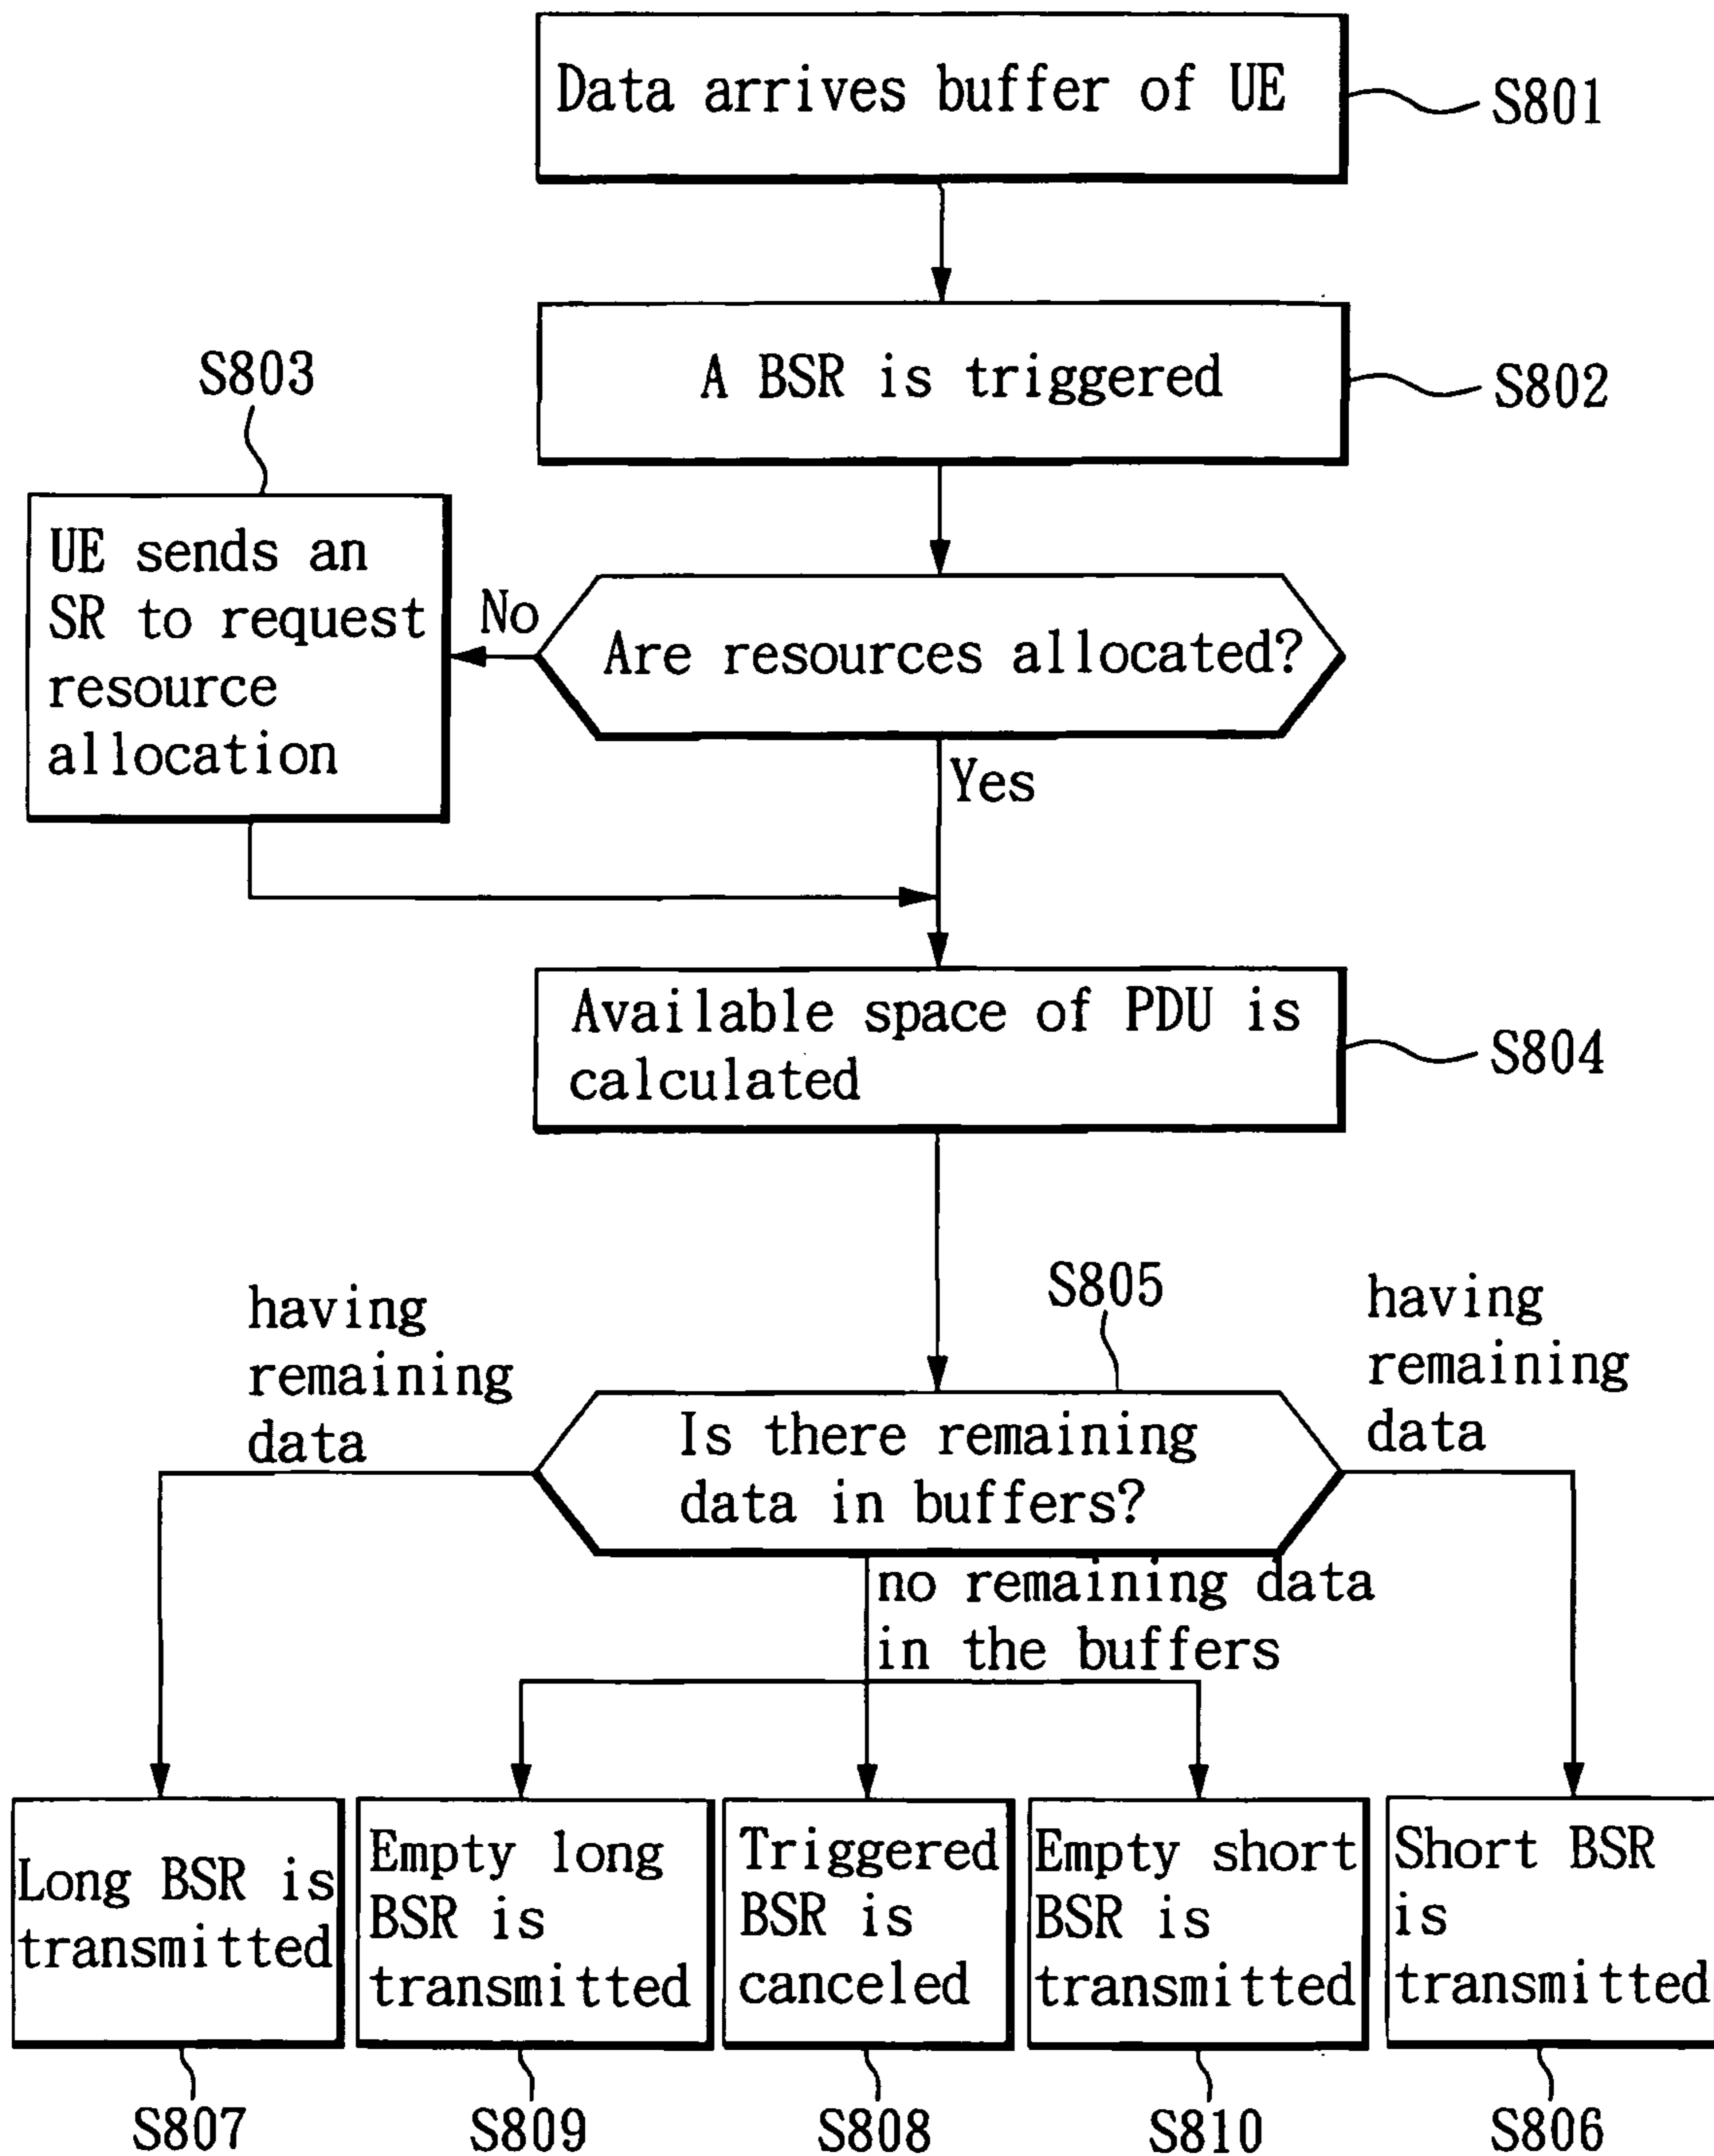 Data arrives buffer of UE
S801
A BSR is triggered
S802
S803
UE sends an
SR to request
resource
allocation
No
Are resources allocated?
Yes
Available space of PDU is
calculated
S804
S805
having
remaining
data
having
remaining
data
Is there remaining
data in buffers?
no remaining data
in the buffers
Long BSR is
transmitted
Empty long
BSR is
transmitted
Triggered
BSR is
canceled
Empty short
BSR is
transmitted
Short BSR
is
transmitted
S807
S809
S808
S810
S806